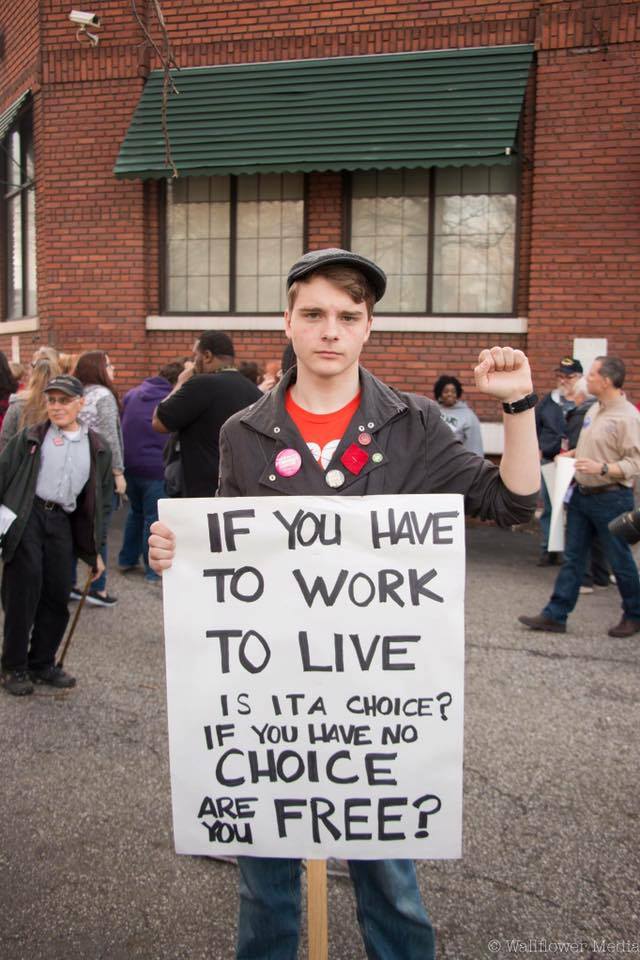 IF YOU HAVE
TO WORK
TO LIVE
IS IT A CHOICE?
IF YOU HAVE NO
CHOICE
ARE
YOU FREE?
© Wallflower Media